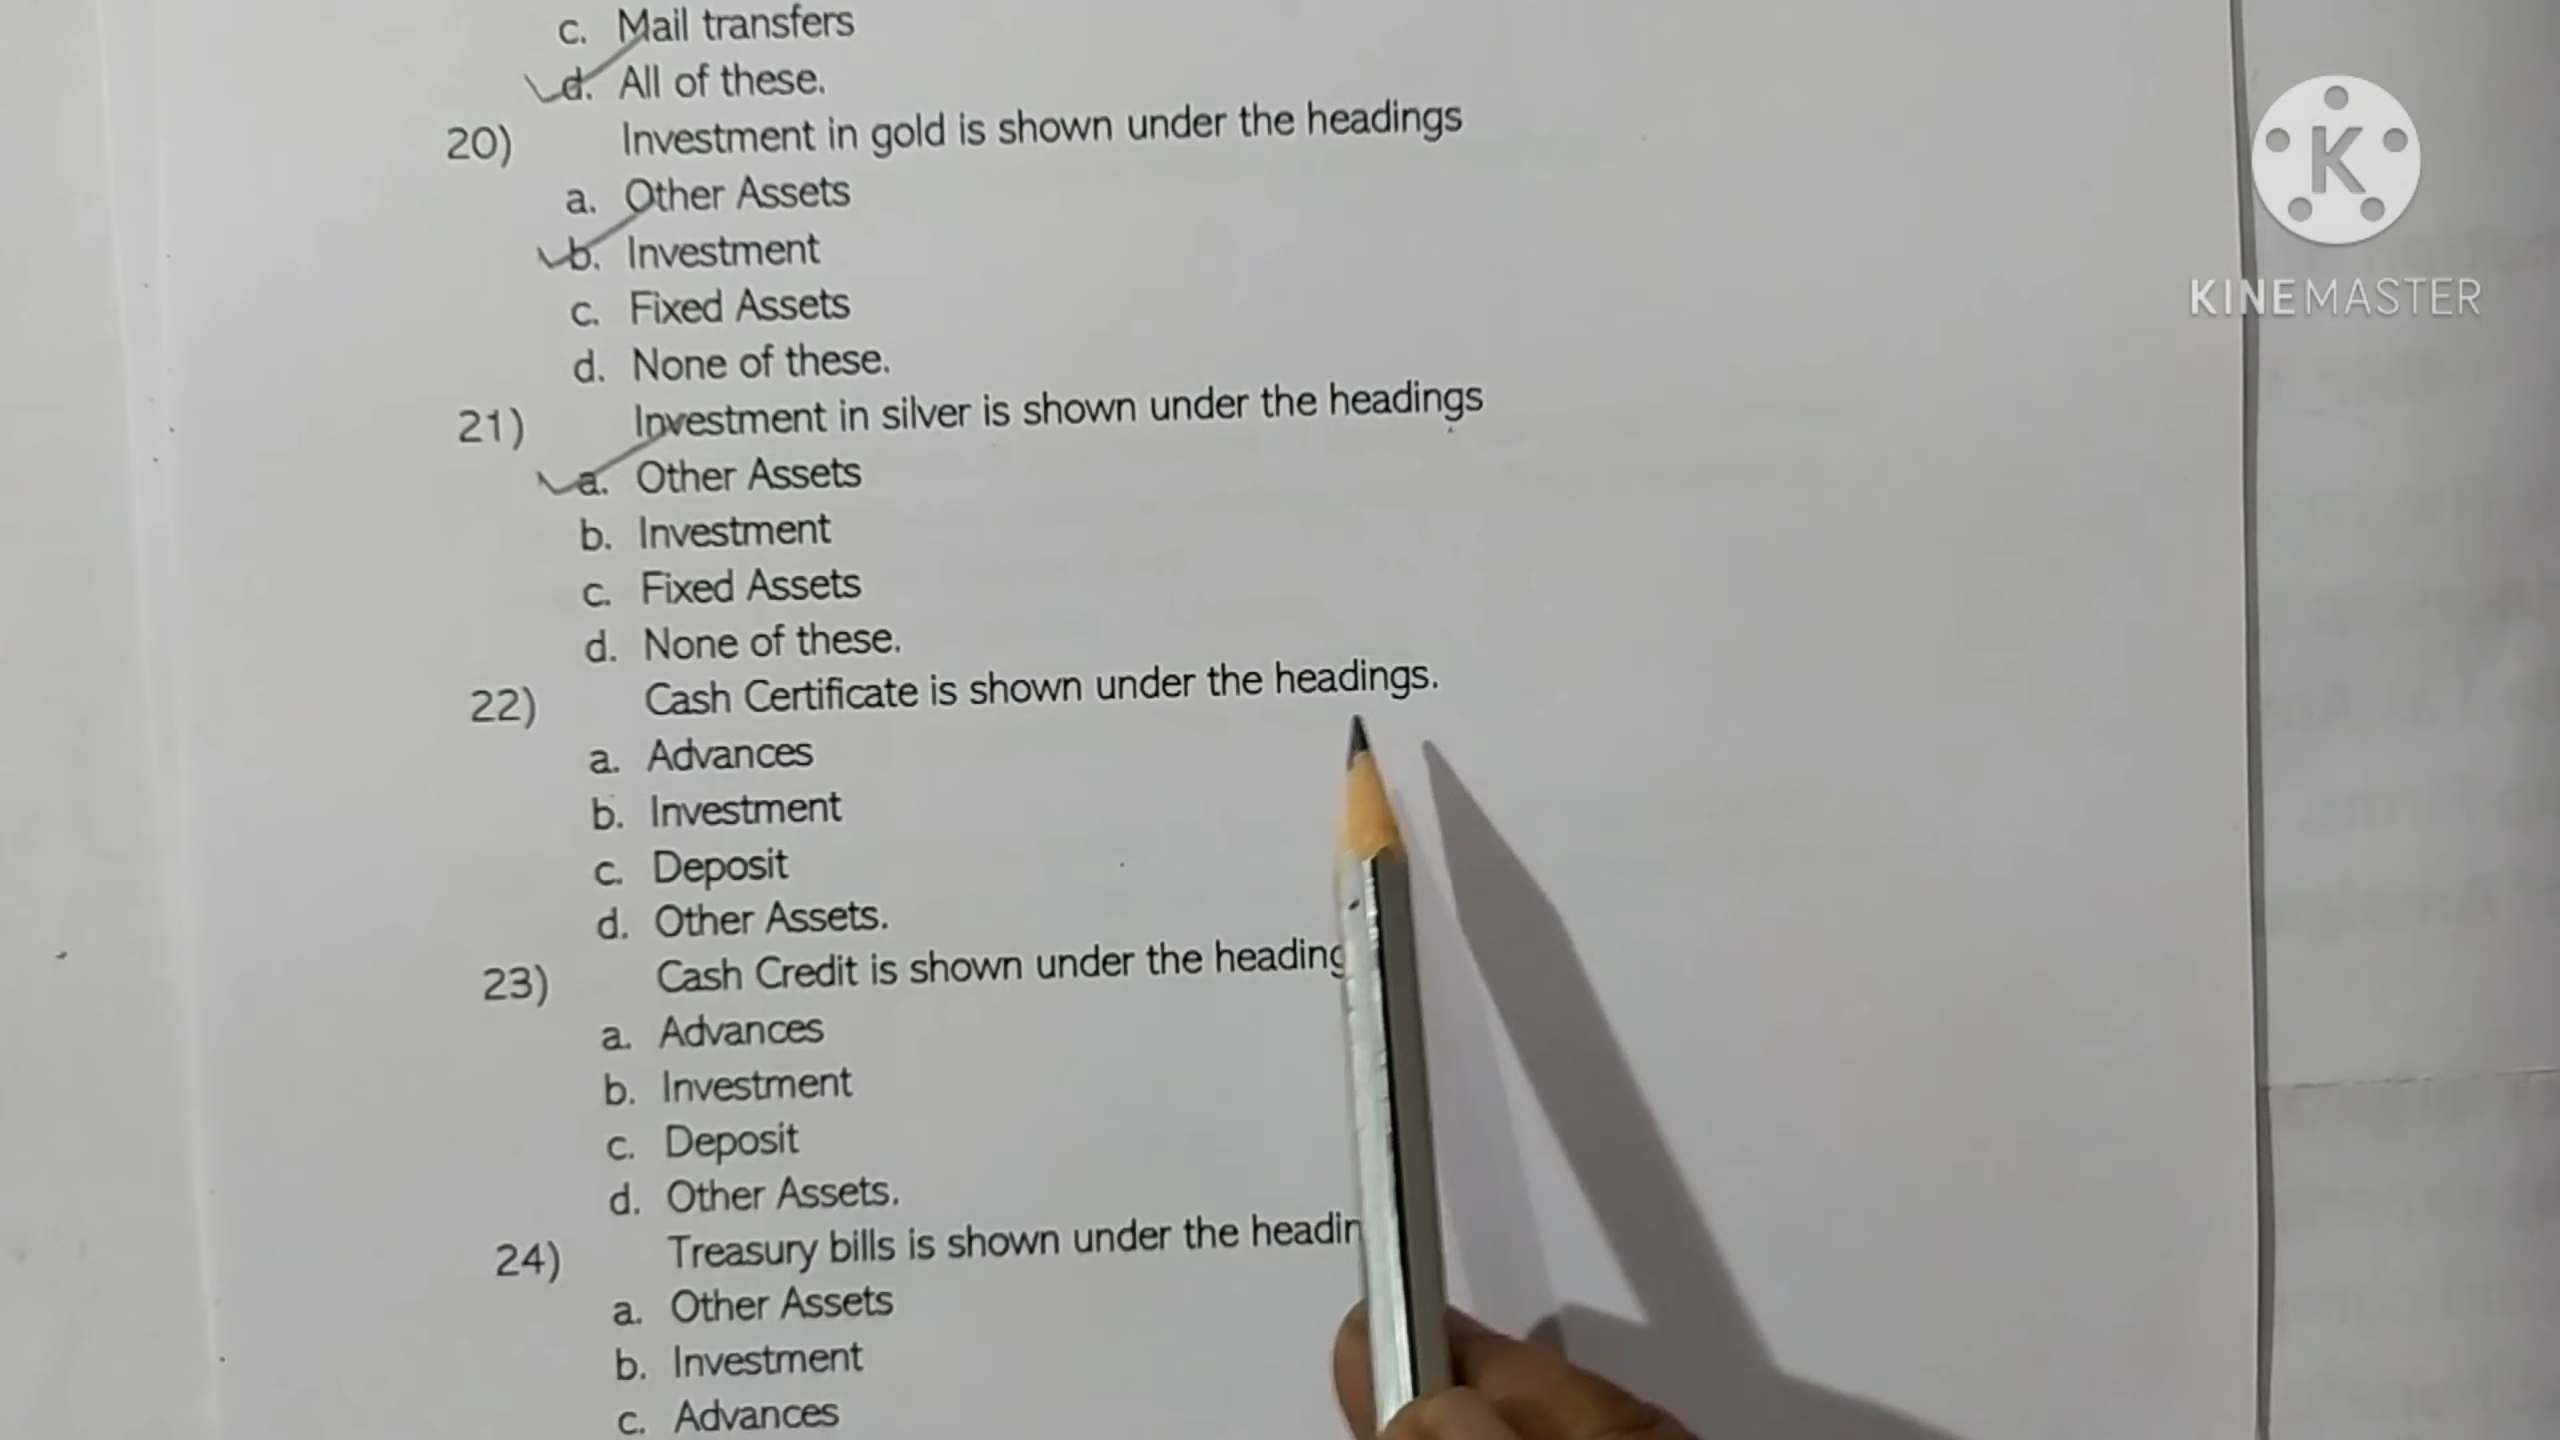 c. Mail transfers
d. All of these.
20) Investment in gold is shown under the headings
a. Other Assets
b. Investment
c. Fixed Assets
d. None of these.
21) Investment in silver is shown under the headings
a. Other Assets
b. Investment
c. Fixed Assets
d. None of these.
22) Cash Certificate is shown under the headings.
a. Advances
b. Investment
c. Deposit
d. Other Assets.
23) Cash Credit is shown under the heading
a. Advances
b. Investment
c. Deposit
d. Other Assets.
24) Treasury bills is shown under the headin
a. Other Assets
b. Investment
c. Advances
K
KINEMASTER